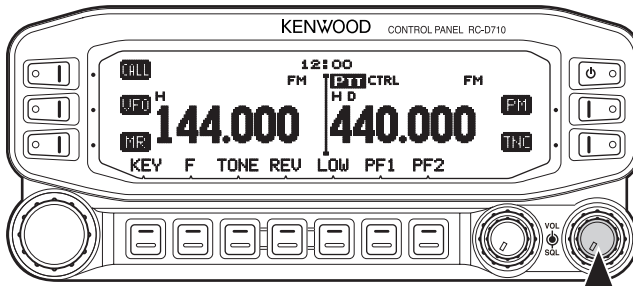 KENWOOD CONTROL PANEL RC-D710
12:00
CALL FM PTT CTRL FM
VFO H 144.000 H D 440.000 PM
MR TNC
KEY F TONE REV LOW PF1 PF2
VOL
SQL